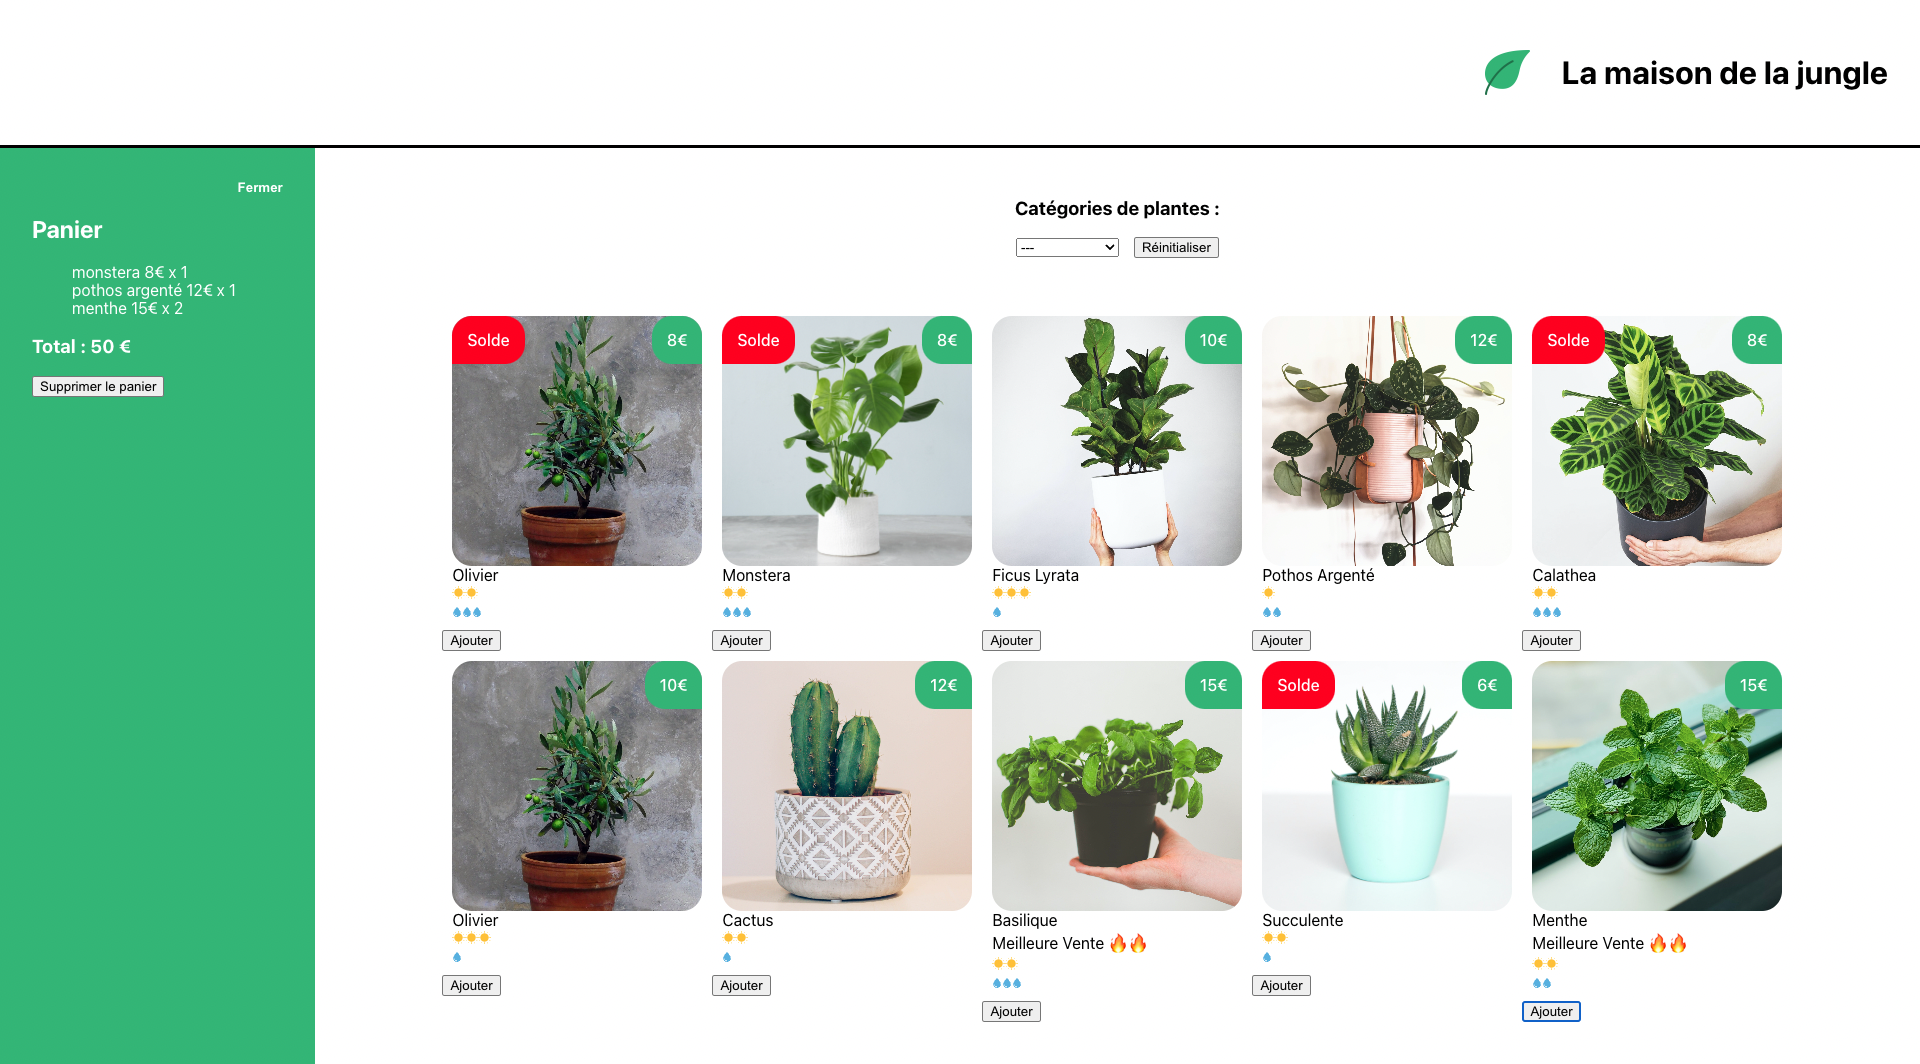 La maison de la jungle
Fermer
Panier
monstera 8€ x 1
pothos argenté 12€ x 1
menthe 15€ x 2
Total : 50 €
Supprimer le panier
Catégories de plantes :
---
Réinitialiser
Solde
8€
Olivier
Ajouter
Solde
8€
Monstera
Ajouter
10€
Ficus Lyrata
Ajouter
12€
Pothos Argenté
Ajouter
Solde
8€
Calathea
Ajouter
10€
Olivier
Ajouter
12€
Cactus
Ajouter
15€
Basilique
Meilleure Vente 🔥🔥
Ajouter
Solde
6€
Succulente
Ajouter
15€
Menthe
Meilleure Vente 🔥🔥
Ajouter